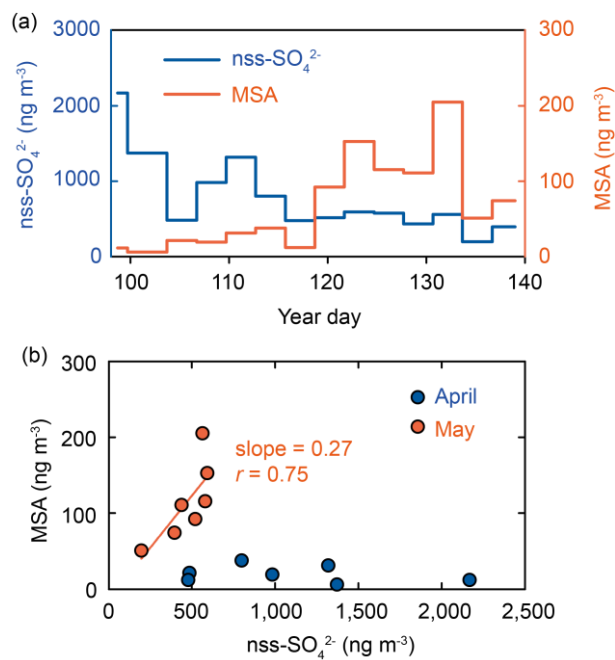 (a)
3000
300
nss-SO₄²⁻
MSA
2000
200
1000
100
0
0
nss-SO₄²⁻ (ng m⁻³)
MSA (ng m⁻³)
100
110
120
130
140
Year day
(b)
300
April
May
200
slope = 0.27
r = 0.75
100
0
MSA (ng m⁻³)
0
500
1,000
1,500
2,000
2,500
nss-SO₄²⁻ (ng m⁻³)